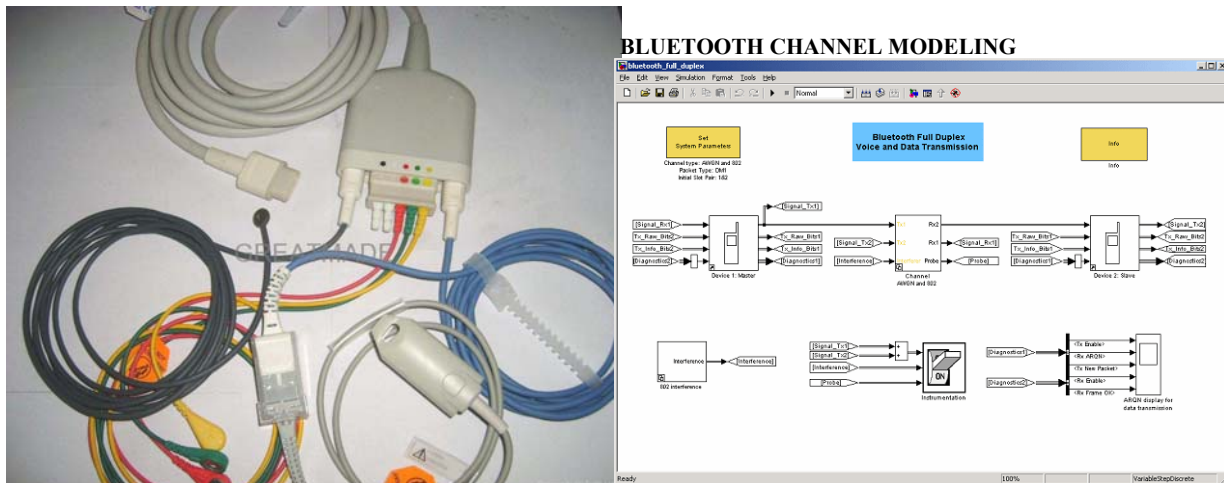 GREATMADE
BLUETOOTH CHANNEL MODELING
bluetooth_full_duplex
File Edit View Simulation Format Tools Help
Normal
Set
System Parameters
Channel type: AWGN and 802
Packet Type: DM1
Initial Slot Pair: 1&2
Bluetooth Full Duplex
Voice and Data Transmission
Info
Info
[Signal_Tx1]
[Signal_Rx1]
Tx_Raw_Bits2
Tx_Info_Bits2
[Diagnostics2]
Device 1: Master
Tx_Raw_Bits1
Tx_Info_Bits1
[Diagnostics1]
[Signal_Tx2]
[Interference]
Tx1
Tx2
Rx2
Rx1
Probe
Channel
AWGN and 802
[Signal_Rx1]
[Probe]
Tx_Raw_Bits1
Tx_Info_Bits1
[Diagnostics1]
Device 2: Slave
[Signal_Tx2]
Tx_Raw_Bits2
Tx_Info_Bits2
[Diagnostics2]
Interference
[Interference]
802 interference
[Signal_Tx1]
[Signal_Tx2]
[Interference]
[Probe]
ON
Instrumentation
[Diagnostics1]
[Diagnostics2]
<Tx Enable>
<Rx ARQN>
<Tx New Packet>
<Rx Enable>
<Rx Frame OK>
ARQN display for
data transmission
Ready
100%
VariableStepDiscrete